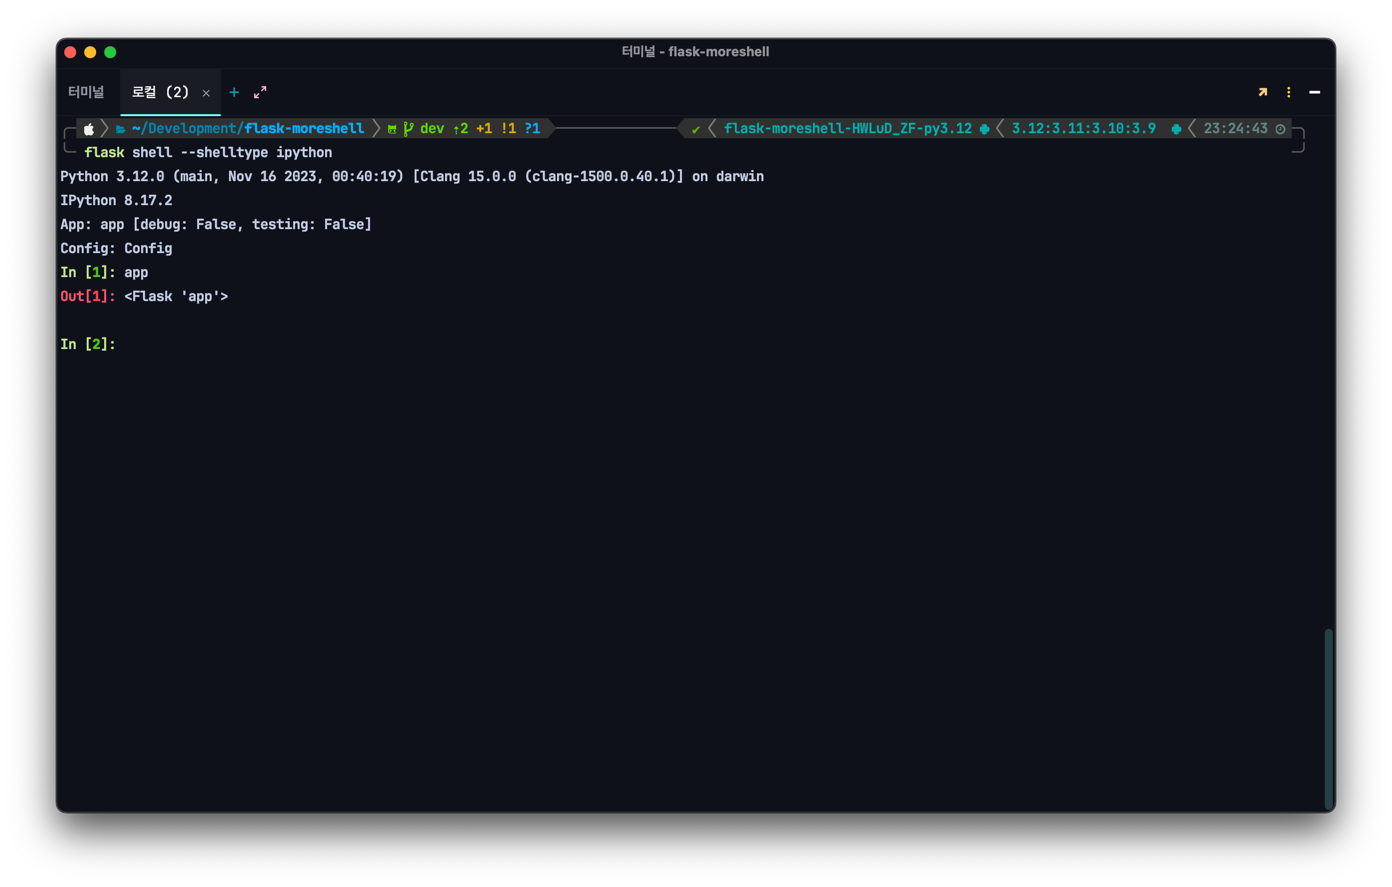 터미널 - flask-moreshell
터미널 로컬 (2) × +
~/Development/flask-moreshell dev ⇡2 +1 !1 ?1 ✔ flask-moreshell-HWLuD_ZF-py3.12 3.12:3.11:3.10:3.9 23:24:43
flask shell --shelltype ipython
Python 3.12.0 (main, Nov 16 2023, 00:40:19) [Clang 15.0.0 (clang-1500.0.40.1)] on darwin
IPython 8.17.2
App: app [debug: False, testing: False]
Config: Config
In [1]: app
Out[1]: <Flask 'app'>
In [2]: